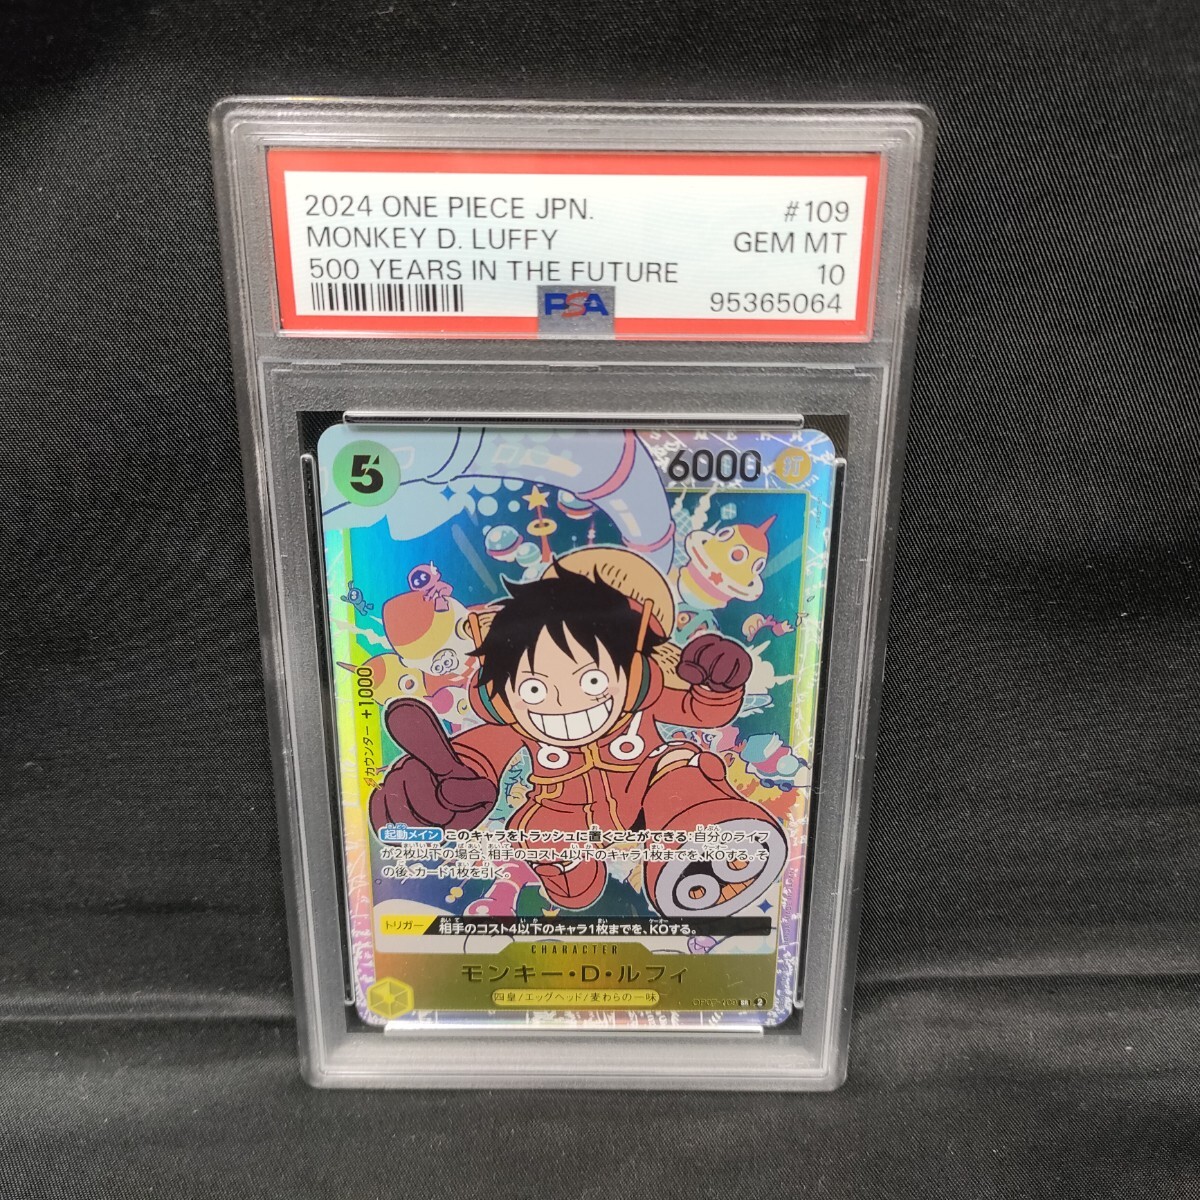 2024 ONE PIECE JPN.
#109
MONKEY D. LUFFY
GEM MT
500 YEARS IN THE FUTURE
10
PSA
95365064
5
6000
打
カウンター +1000
起動メイン このキャラをトラッシュに置くことができる：自分のライフ
が2枚以下の場合、相手のコスト4以下のキャラ1枚までを、KOする。そ
の後、カード1枚を引く。
トリガー 相手のコスト4以下のキャラ1枚までを、KOする。
CHARACTER
モンキー・D・ルフィ
四皇/エッグヘッド/麦わらの一味
SR 2